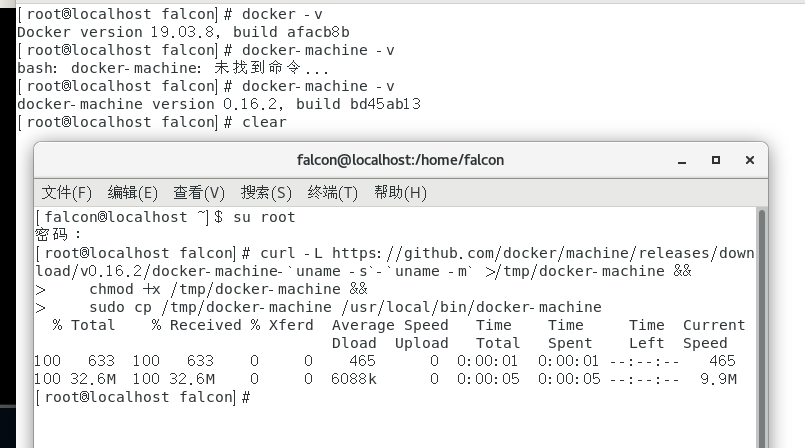 [root@localhost falcon]# docker -v
Docker version 19.03.8, build afacb8b
[root@localhost falcon]# docker-machine -v
bash: docker-machine: 未找到命令...
[root@localhost falcon]# docker-machine -v
docker-machine version 0.16.2, build bd45ab13
[root@localhost falcon]# clear
falcon@localhost:/home/falcon
文件(F) 编辑(E) 查看(V) 搜索(S) 终端(T) 帮助(H)
[falcon@localhost ~]$ su root
密码：
[root@localhost falcon]# curl -L https://github.com/docker/machine/releases/down
load/v0.16.2/docker-machine-`uname -s`-`uname -m` >/tmp/docker-machine &&
> chmod +x /tmp/docker-machine &&
> sudo cp /tmp/docker-machine /usr/local/bin/docker-machine
% Total % Received % Xferd Average Speed Time Time Time Current
Dload Upload Total Spent Left Speed
100 633 100 633 0 0 465 0 0:00:01 0:00:01 --:--:-- 465
100 32.6M 100 32.6M 0 0 6088k 0 0:00:05 0:00:05 --:--:-- 9.9M
[root@localhost falcon]#